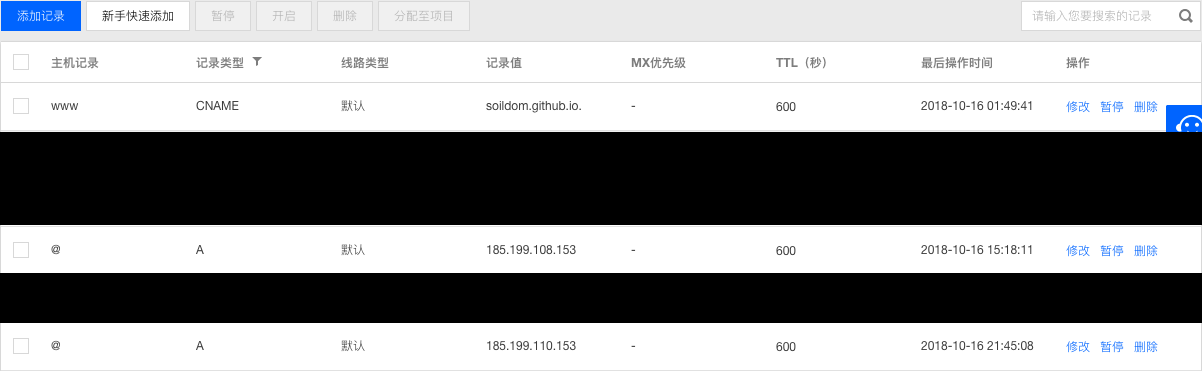 添加记录 新手快速添加 暂停 开启 删除 分配至项目 请输入您要搜索的记录
主机记录 记录类型 线路类型 记录值 MX优先级 TTL（秒） 最后操作时间 操作
www CNAME 默认 soildom.github.io. - 600 2018-10-16 01:49:41 修改 暂停 删除
@ A 默认 185.199.108.153 - 600 2018-10-16 15:18:11 修改 暂停 删除
@ A 默认 185.199.110.153 - 600 2018-10-16 21:45:08 修改 暂停 删除